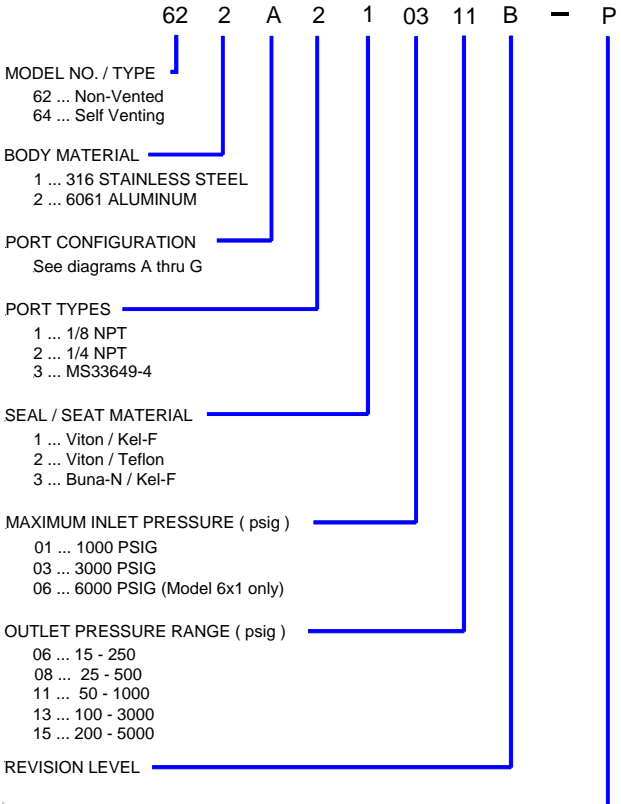 62 2 A 2 1 03 11 B – P
MODEL NO. / TYPE
62 ... Non-Vented
64 ... Self Venting
BODY MATERIAL
1 ... 316 STAINLESS STEEL
2 ... 6061 ALUMINUM
PORT CONFIGURATION
See diagrams A thru G
PORT TYPES
1 ... 1/8 NPT
2 ... 1/4 NPT
3 ... MS33649-4
SEAL / SEAT MATERIAL
1 ... Viton / Kel-F
2 ... Viton / Teflon
3 ... Buna-N / Kel-F
MAXIMUM INLET PRESSURE ( psig )
01 ... 1000 PSIG
03 ... 3000 PSIG
06 ... 6000 PSIG (Model 6x1 only)
OUTLET PRESSURE RANGE ( psig )
06 ... 15 - 250
08 ... 25 - 500
11 ... 50 - 1000
13 ... 100 - 3000
15 ... 200 - 5000
REVISION LEVEL